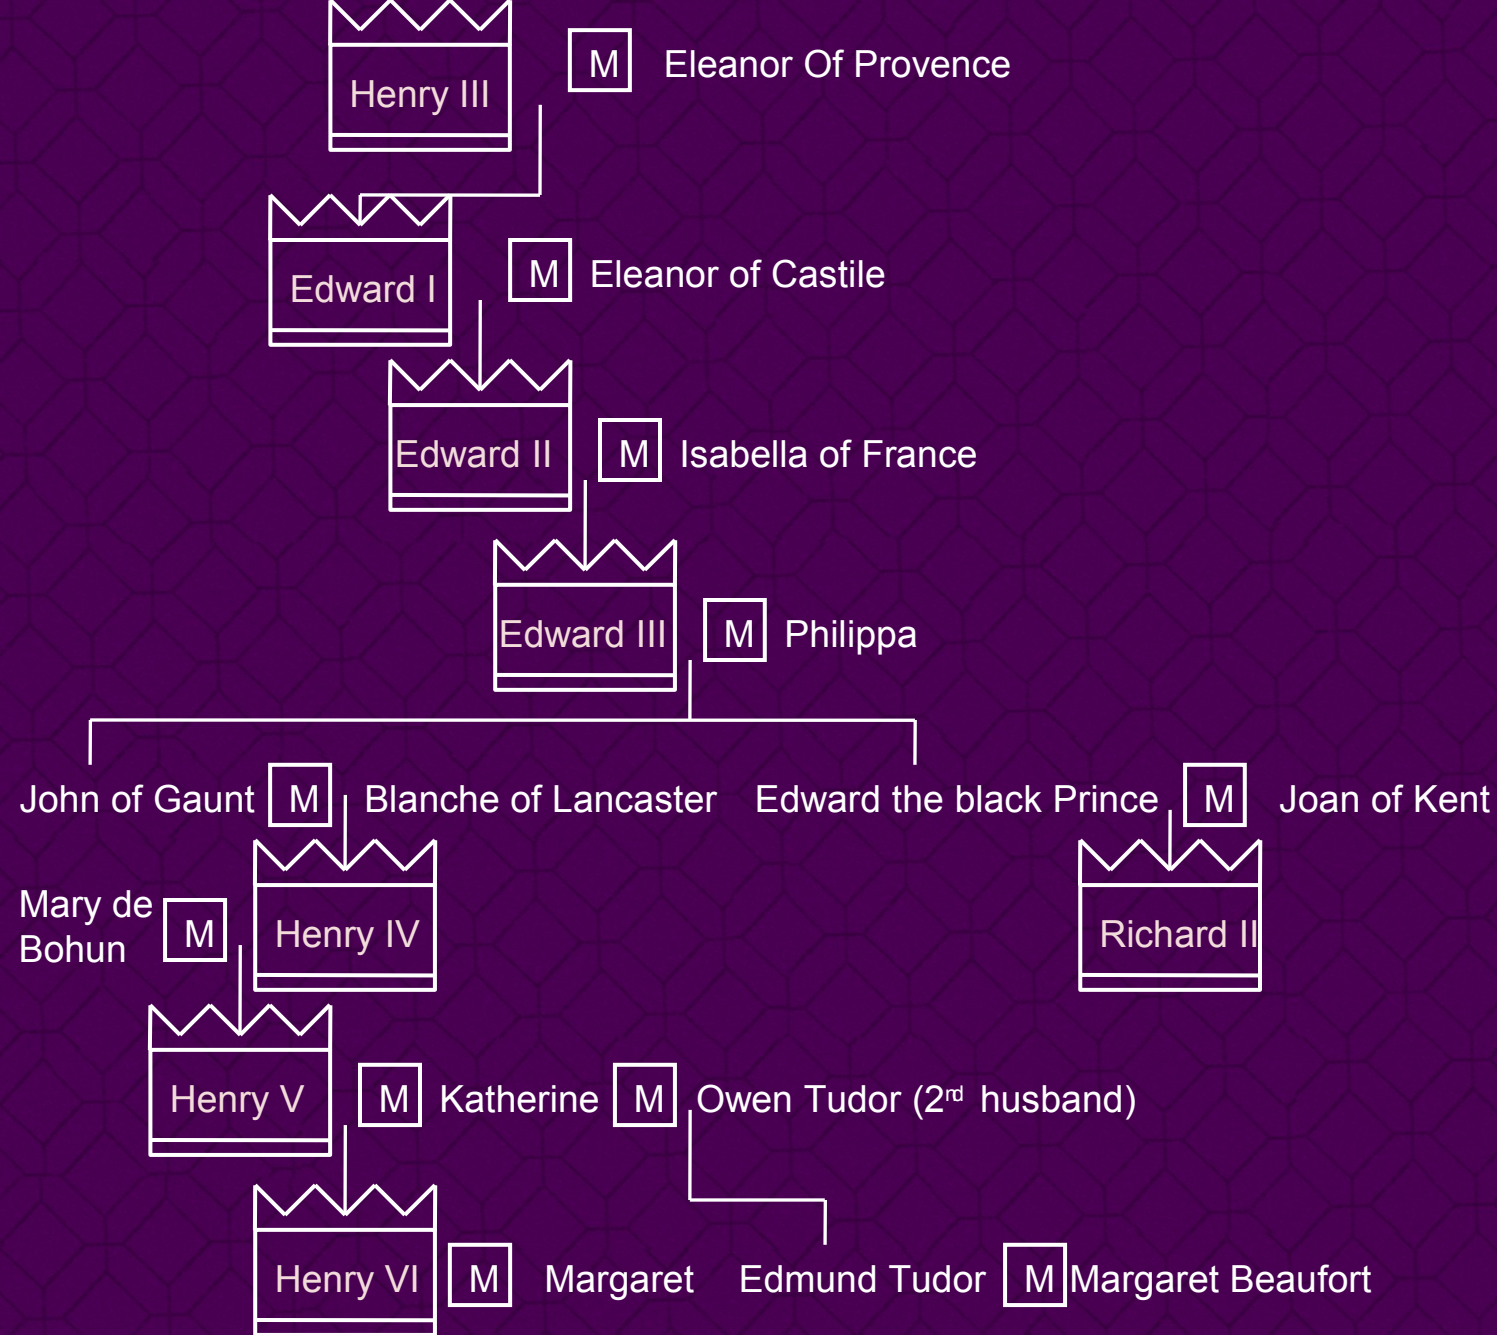 Henry III M Eleanor Of Provence
Edward I M Eleanor of Castile
Edward II M Isabella of France
Edward III M Philippa
John of Gaunt M Blanche of Lancaster Edward the black Prince M Joan of Kent
Mary de
Bohun M Henry IV Richard II
Henry V M Katherine M Owen Tudor (2nd husband)
Henry VI M Margaret Edmund Tudor M Margaret Beaufort